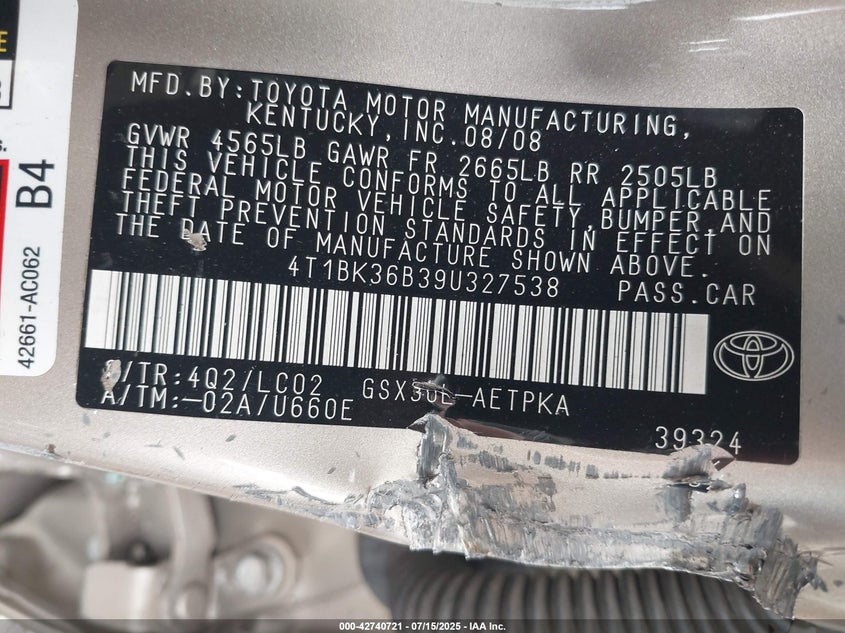 E
B4
42661-AC062
MFD.BY:TOYOTA MOTOR MANUFACTURING,
KENTUCKY,INC.08/08
GVWR 4565LB GAWR FR 2665LB RR 2505LB
THIS VEHICLE CONFORMS TO ALL APPLICABLE
FEDERAL MOTOR VEHICLE SAFETY,BUMPER,AND
THEFT PREVENTION STANDARDS IN EFFECT ON
THE DATE OF MANUFACTURE SHOWN ABOVE.
4T1BK36B39U327538 PASS.CAR
/TR:4Q2/LC02
A/TM:-02A/U660E
GSX30L-AETPKA
39324
000-42740721 - 07/15/2025 - IAA Inc.